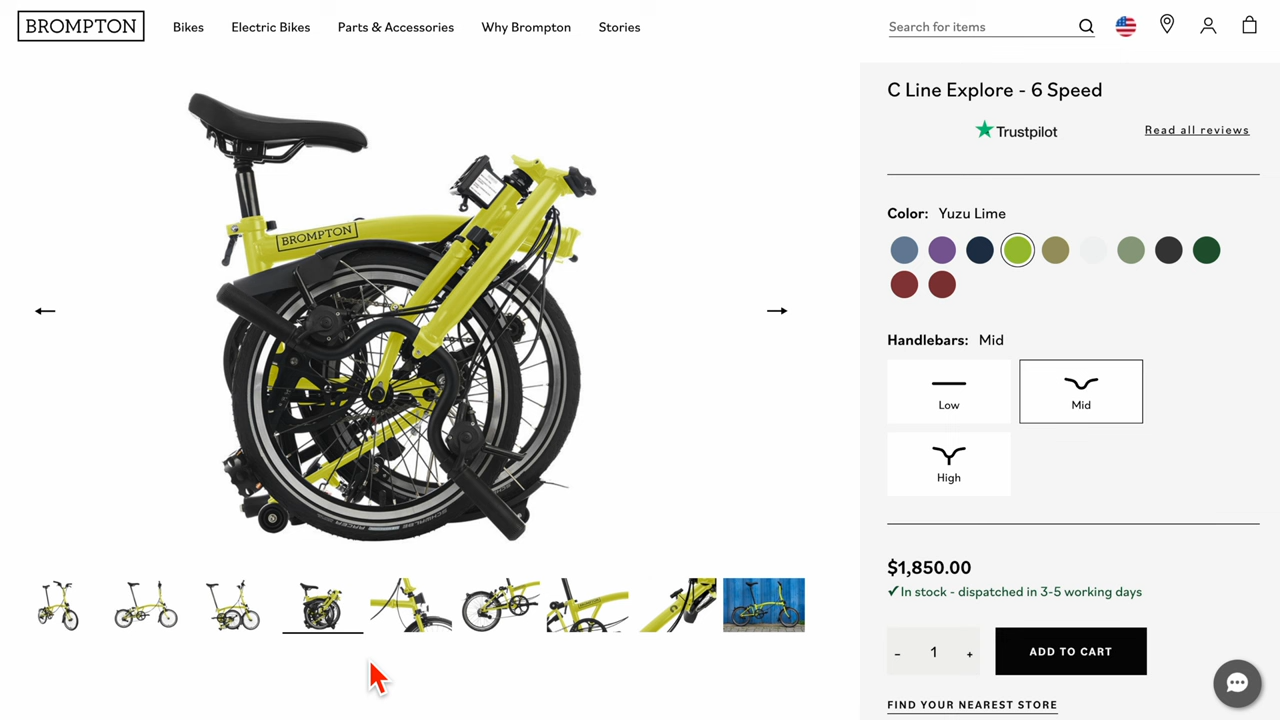 BROMPTON
Bikes
Electric Bikes
Parts & Accessories
Why Brompton
Stories
Search for items
C Line Explore - 6 Speed
Trustpilot
Read all reviews
BROMPTON
Color: Yuzu Lime
Handlebars: Mid
Low
Mid
High
SCHWALBE
RACER
$1,850.00
✓In stock - dispatched in 3-5 working days
- 1 +
ADD TO CART
FIND YOUR NEAREST STORE